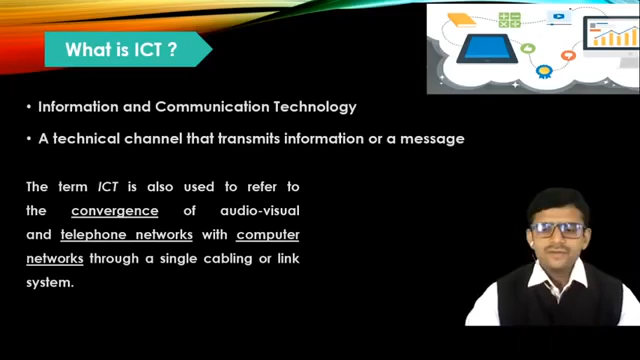 What is ICT ?
• Information and Communication Technology
• A technical channel that transmits information or a message
The term ICT is also used to refer to
the convergence of audio-visual
and telephone networks with computer
networks through a single cabling or link
system.